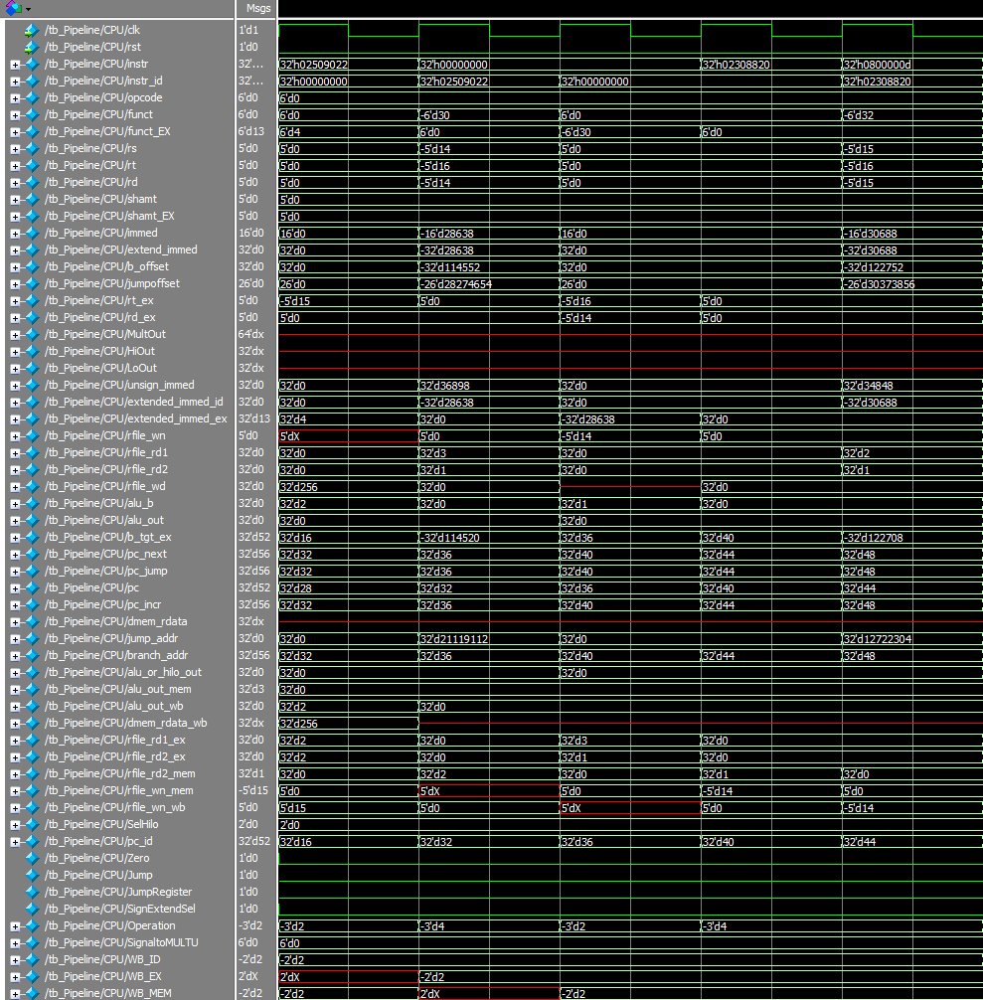 Msgs
/tb_Pipeline/CPU/clk 1'd1
/tb_Pipeline/CPU/rst 1'd0
/tb_Pipeline/CPU/instr 32'... 32'h02509022 32'h00000000 32'h02308820 32'h0800000d
/tb_Pipeline/CPU/instr_id 32'... 32'h00000000 32'h02509022 32'h00000000 32'h02308820
/tb_Pipeline/CPU/opcode 6'd0 6'd0
/tb_Pipeline/CPU/funct 6'd0 6'd0 -6'd30 6'd0 -6'd32
/tb_Pipeline/CPU/funct_EX 6'd13 6'd4 6'd0 -6'd30 6'd0
/tb_Pipeline/CPU/rs 5'd0 5'd0 -5'd14 5'd0 -5'd15
/tb_Pipeline/CPU/rt 5'd0 5'd0 -5'd16 5'd0 -5'd16
/tb_Pipeline/CPU/rd 5'd0 5'd0 -5'd14 5'd0 -5'd15
/tb_Pipeline/CPU/shamt 5'd0 5'd0
/tb_Pipeline/CPU/shamt_EX 5'd0 5'd0
/tb_Pipeline/CPU/immed 16'd0 16'd0 -16'd28638 16'd0 -16'd30688
/tb_Pipeline/CPU/extend_immed 32'd0 32'd0 -32'd28638 32'd0 -32'd30688
/tb_Pipeline/CPU/b_offset 32'd0 32'd0 -32'd114552 32'd0 -32'd122752
/tb_Pipeline/CPU/jumpoffset 26'd0 26'd0 -26'd28274654 26'd0 -26'd30373856
/tb_Pipeline/CPU/rt_ex 5'd0 -5'd15 5'd0 -5'd16 5'd0
/tb_Pipeline/CPU/rd_ex 5'd0 5'd0 -5'd14 5'd0
/tb_Pipeline/CPU/MultOut 64'dx
/tb_Pipeline/CPU/HiOut 32'dx
/tb_Pipeline/CPU/LoOut 32'dx
/tb_Pipeline/CPU/unsign_immed 32'd0 32'd0 32'd36898 32'd0 32'd34848
/tb_Pipeline/CPU/extended_immed_id 32'd0 32'd0 -32'd28638 32'd0 -32'd30688
/tb_Pipeline/CPU/extended_immed_ex 32'd13 32'd4 32'd0 -32'd28638 32'd0
/tb_Pipeline/CPU/rfile_wn 5'd0 5'dX 5'd0 -5'd14 5'd0
/tb_Pipeline/CPU/rfile_rd1 32'd0 32'd0 32'd3 32'd0 32'd2
/tb_Pipeline/CPU/rfile_rd2 32'd0 32'd0 32'd1 32'd0 32'd1
/tb_Pipeline/CPU/rfile_wd 32'd0 32'd256 32'd0 32'd0
/tb_Pipeline/CPU/alu_b 32'd0 32'd2 32'd0 32'd1 32'd0
/tb_Pipeline/CPU/alu_out 32'd0 32'd0 32'd0
/tb_Pipeline/CPU/b_tgt_ex 32'd52 32'd16 -32'd114520 32'd36 32'd40 -32'd122708
/tb_Pipeline/CPU/pc_next 32'd56 32'd32 32'd36 32'd40 32'd44 32'd48
/tb_Pipeline/CPU/pc_jump 32'd56 32'd32 32'd36 32'd40 32'd44 32'd48
/tb_Pipeline/CPU/pc 32'd52 32'd28 32'd32 32'd36 32'd40 32'd44
/tb_Pipeline/CPU/pc_incr 32'd56 32'd32 32'd36 32'd40 32'd44 32'd48
/tb_Pipeline/CPU/dmem_rdata 32'dx
/tb_Pipeline/CPU/jump_addr 32'd0 32'd0 32'd21119112 32'd0 32'd12722304
/tb_Pipeline/CPU/branch_addr 32'd56 32'd32 32'd36 32'd40 32'd44 32'd48
/tb_Pipeline/CPU/alu_or_hilo_out 32'd0 32'd0 32'd0
/tb_Pipeline/CPU/alu_out_mem 32'd3 32'd0
/tb_Pipeline/CPU/alu_out_wb 32'd0 32'd2 32'd0
/tb_Pipeline/CPU/dmem_rdata_wb 32'dx 32'd256
/tb_Pipeline/CPU/rfile_rd1_ex 32'd0 32'd2 32'd0 32'd3 32'd0
/tb_Pipeline/CPU/rfile_rd2_ex 32'd0 32'd2 32'd0 32'd1 32'd0
/tb_Pipeline/CPU/rfile_rd2_mem 32'd1 32'd0 32'd2 32'd0 32'd1 32'd0
/tb_Pipeline/CPU/rfile_wn_mem -5'd15 5'd0 5'dX 5'd0 -5'd14 5'd0
/tb_Pipeline/CPU/rfile_wn_wb 5'd0 5'd15 5'd0 5'dX 5'd0 -5'd14
/tb_Pipeline/CPU/SelHilo 2'd0 2'd0
/tb_Pipeline/CPU/pc_id 32'd52 32'd16 32'd32 32'd36 32'd40 32'd44
/tb_Pipeline/CPU/Zero 1'd0
/tb_Pipeline/CPU/Jump 1'd0
/tb_Pipeline/CPU/JumpRegister 1'd0
/tb_Pipeline/CPU/SignExtendSel 1'd0
/tb_Pipeline/CPU/Operation -3'd2 -3'd2 -3'd4 -3'd2 -3'd4
/tb_Pipeline/CPU/SignaltoMULTU 6'd0 6'd0
/tb_Pipeline/CPU/WB_ID -2'd2 -2'd2
/tb_Pipeline/CPU/WB_EX 2'dX 2'dX -2'd2
/tb_Pipeline/CPU/WB_MEM -2'd2 -2'd2 2'dX -2'd2